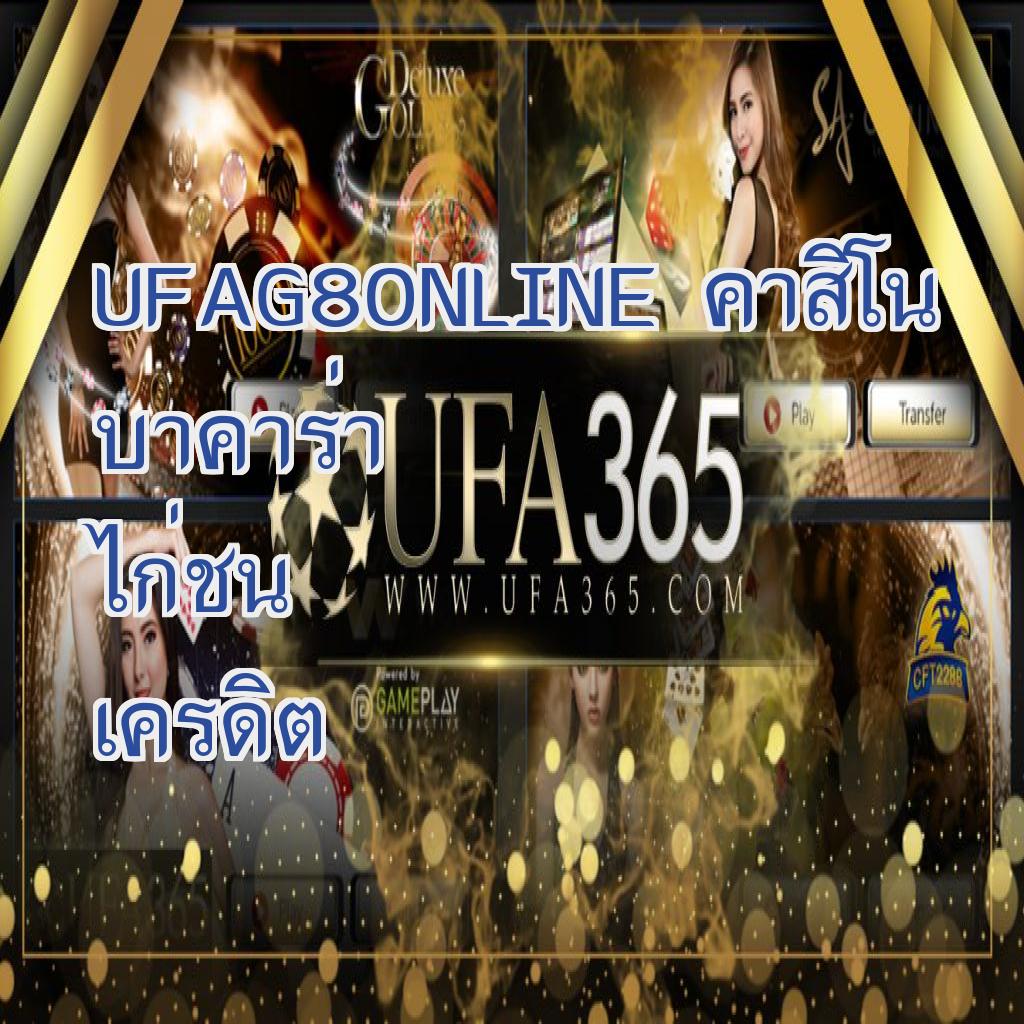 Deluxe
GOLD
SA
UFAG8ONLINE คาสิโน
Play
Transfer
บาคาร่า
UFA365
WWW.UFA365.COM
ไก่ชน
CFT2288
Powered by
GAMEPLAY
INTERACTIVE
เครดิต